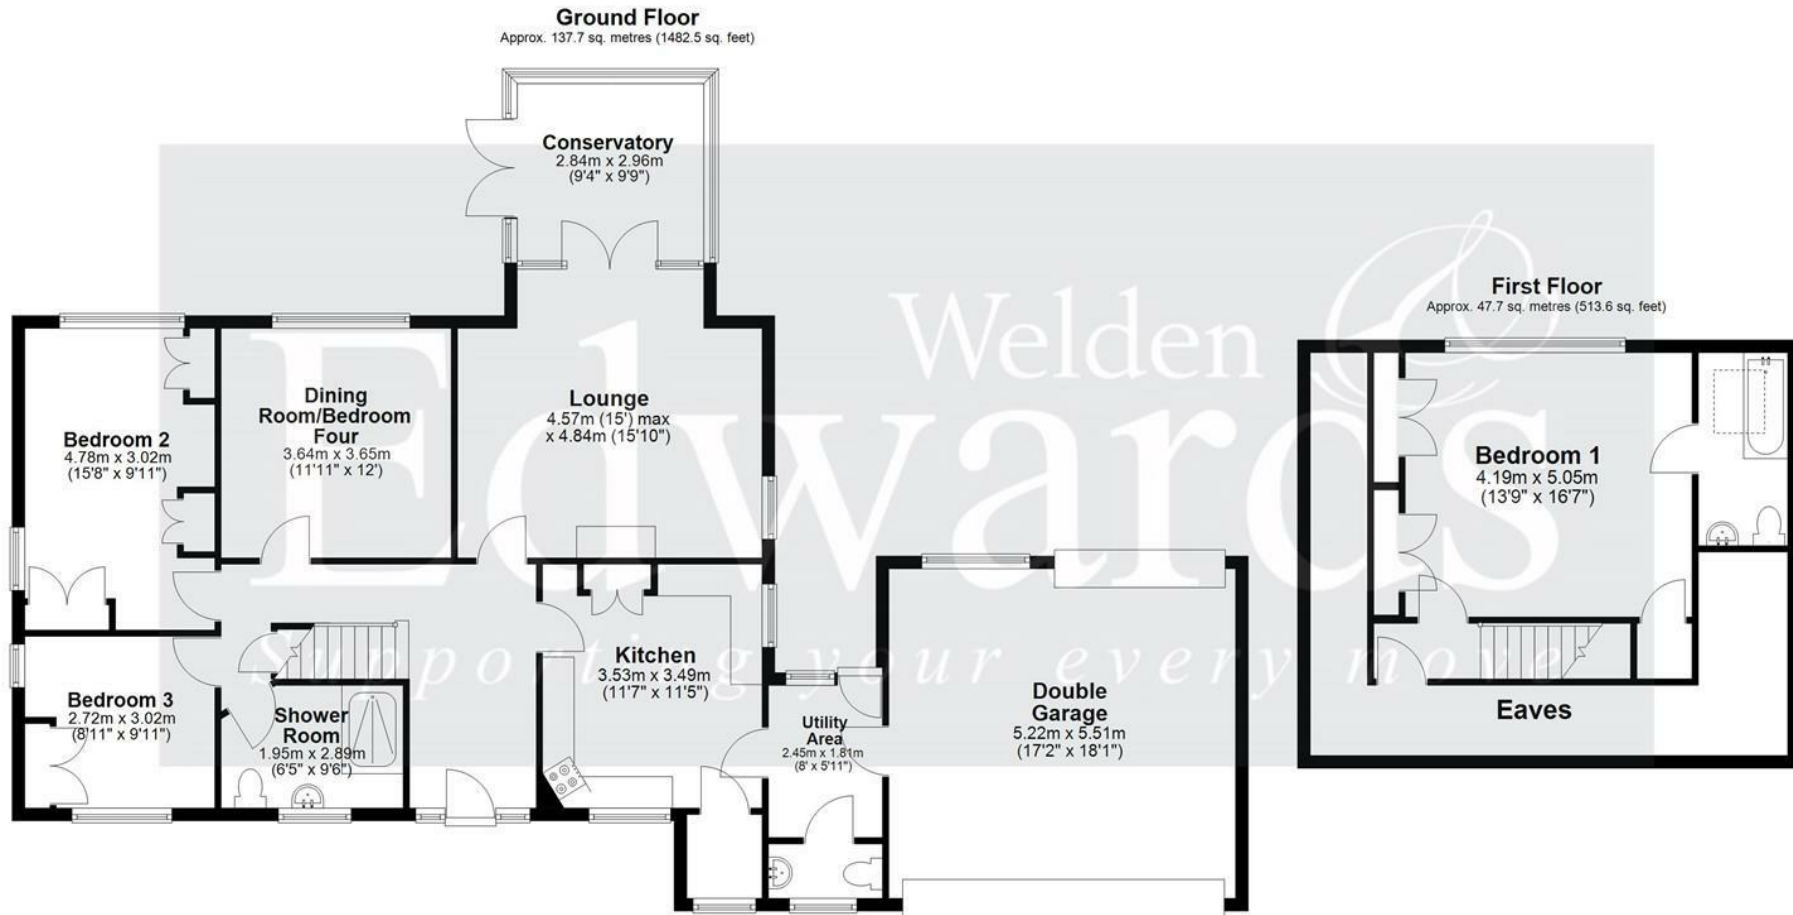 Ground Floor
Approx. 137.7 sq. metres (1482.5 sq. feet)
Conservatory
2.84m x 2.96m
(9'4" x 9'9")
Dining
Room/Bedroom
Four
3.64m x 3.65m
(11'11" x 12')
Lounge
4.57m (15') max
x 4.84m (15'10")
Bedroom 2
4.78m x 3.02m
(15'8" x 9'11")
Bedroom 3
2.72m x 3.02m
(8'11" x 9'11")
Shower
Room
1.95m x 2.89m
(6'5" x 9'6")
Kitchen
3.53m x 3.49m
(11'7" x 11'5")
Utility
Area
2.45m x 1.81m
(8' x 5'11")
Double
Garage
5.22m x 5.51m
(17'2" x 18'1")
First Floor
Approx. 47.7 sq. metres (513.6 sq. feet)
Bedroom 1
4.19m x 5.05m
(13'9" x 16'7")
Eaves
Welden &
Edwards
Supporting your every move